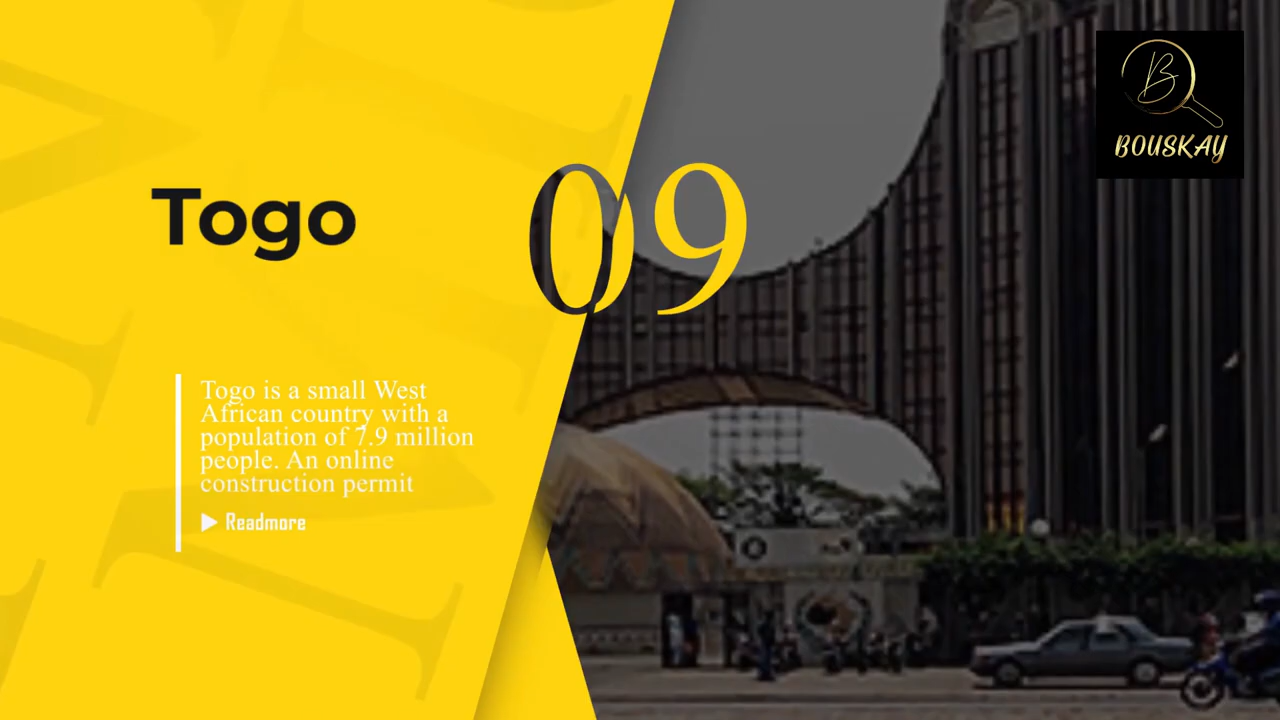 Togo
09
B
BOUSKAY
Togo is a small West
African country with a
population of 7.9 million
people. An online
construction permit
Readmore